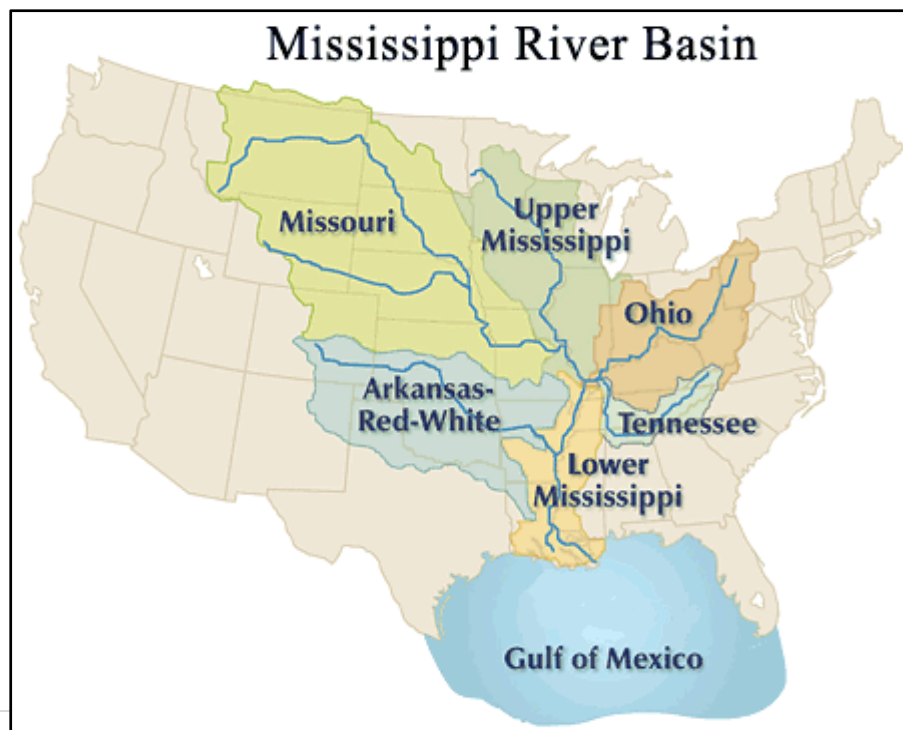 Mississippi River Basin
Missouri
Upper
Mississippi
Ohio
Arkansas-
Red-White
Tennessee
Lower
Mississippi
Gulf of Mexico